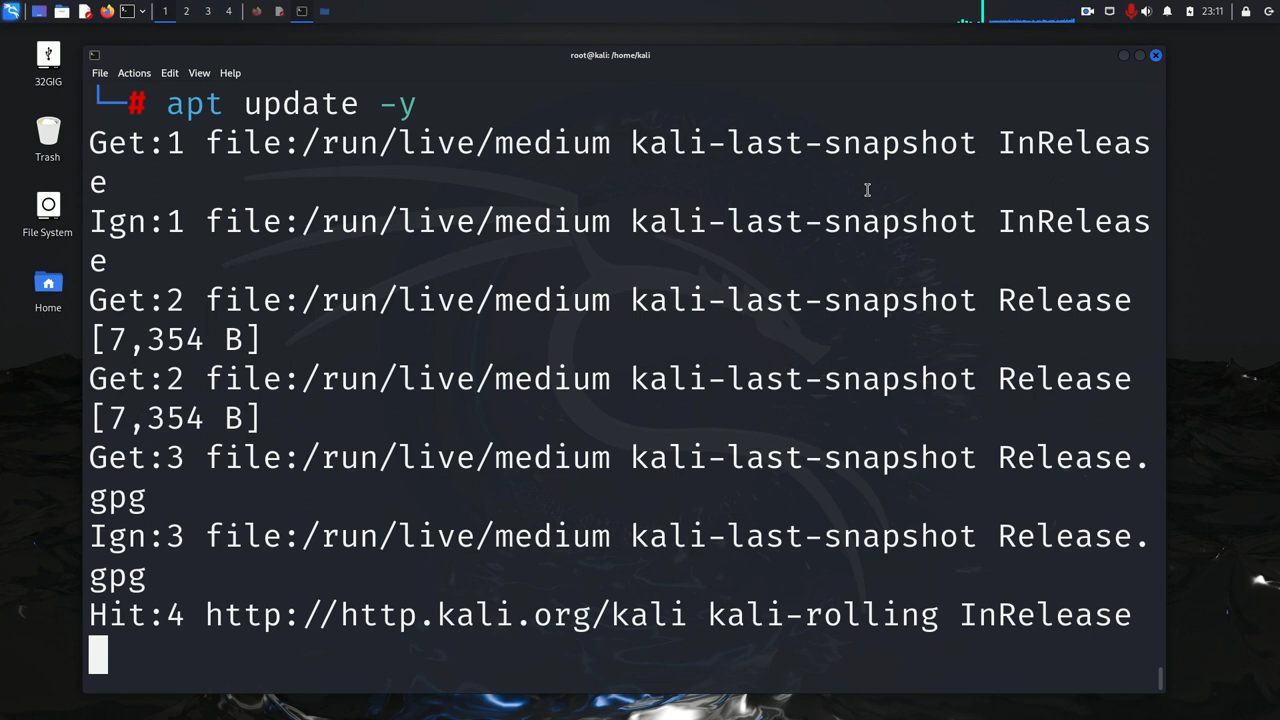 1 2 3 4
23:11
root@kali: /home/kali
File Actions Edit View Help
└─# apt update -y
Get:1 file:/run/live/medium kali-last-snapshot InReleas
e
Ign:1 file:/run/live/medium kali-last-snapshot InReleas
e
Get:2 file:/run/live/medium kali-last-snapshot Release
[7,354 B]
Get:2 file:/run/live/medium kali-last-snapshot Release
[7,354 B]
Get:3 file:/run/live/medium kali-last-snapshot Release.
gpg
Ign:3 file:/run/live/medium kali-last-snapshot Release.
gpg
Hit:4 http://http.kali.org/kali kali-rolling InRelease
32GIG
Trash
File System
Home